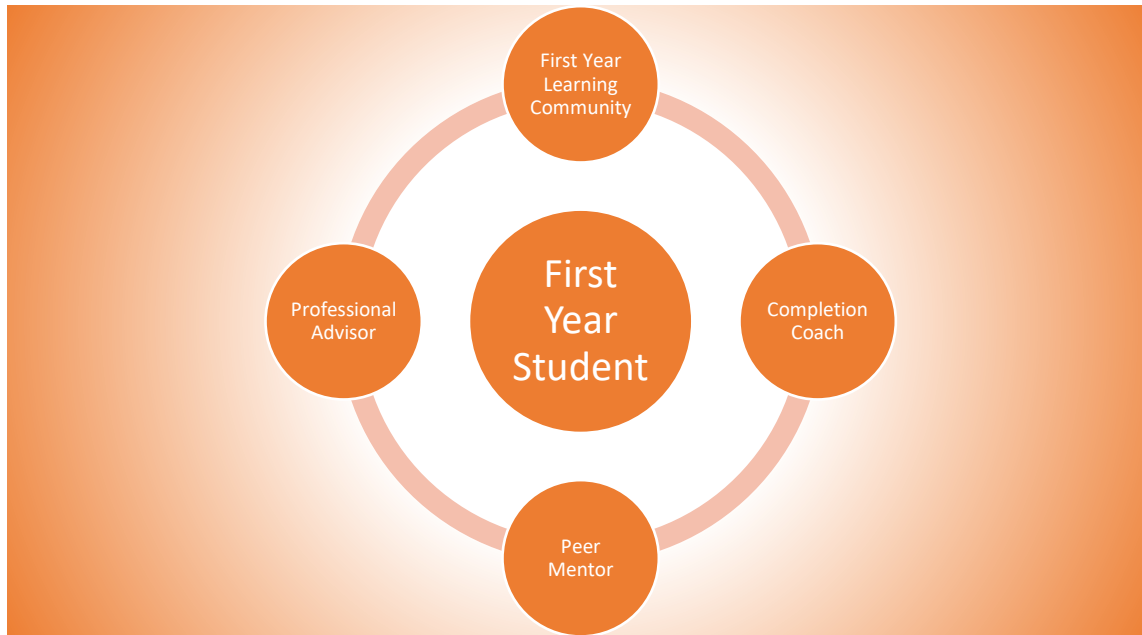 First Year
Learning
Community
Professional
Advisor
First
Year
Student
Completion
Coach
Peer
Mentor